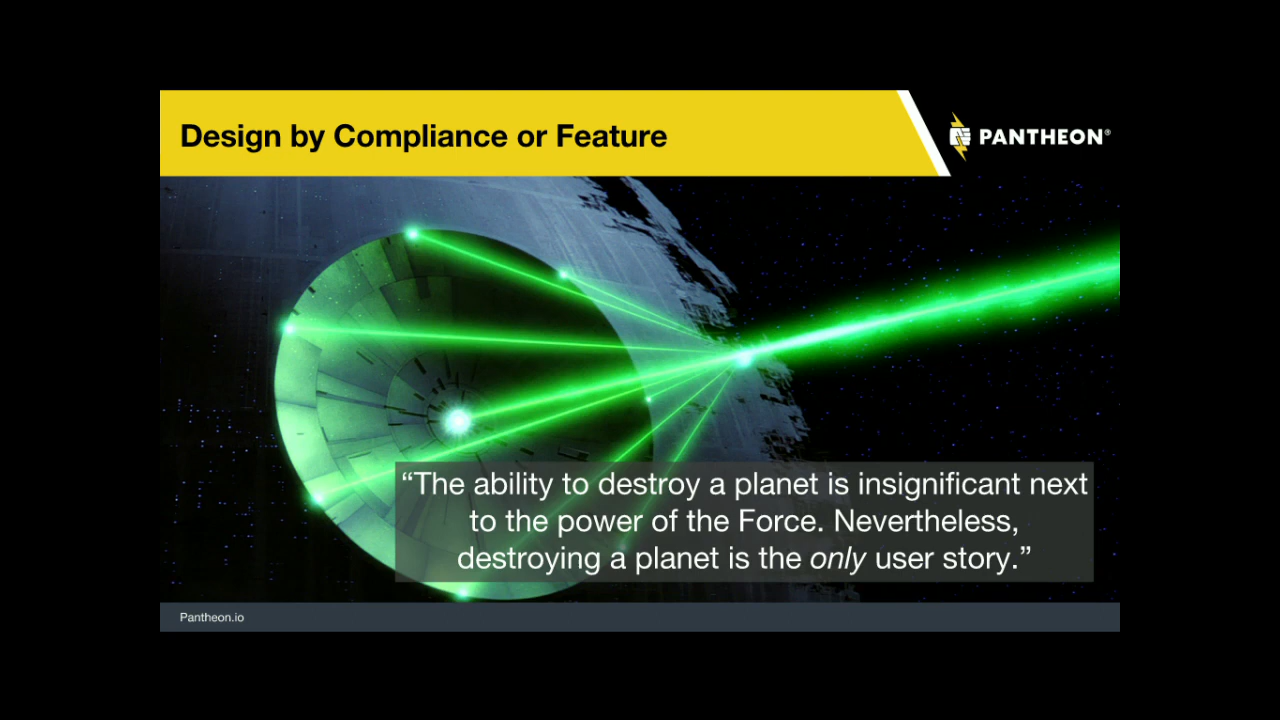 Design by Compliance or Feature
PANTHEON®
“The ability to destroy a planet is insignificant next
to the power of the Force. Nevertheless,
destroying a planet is the only user story.”
Pantheon.io